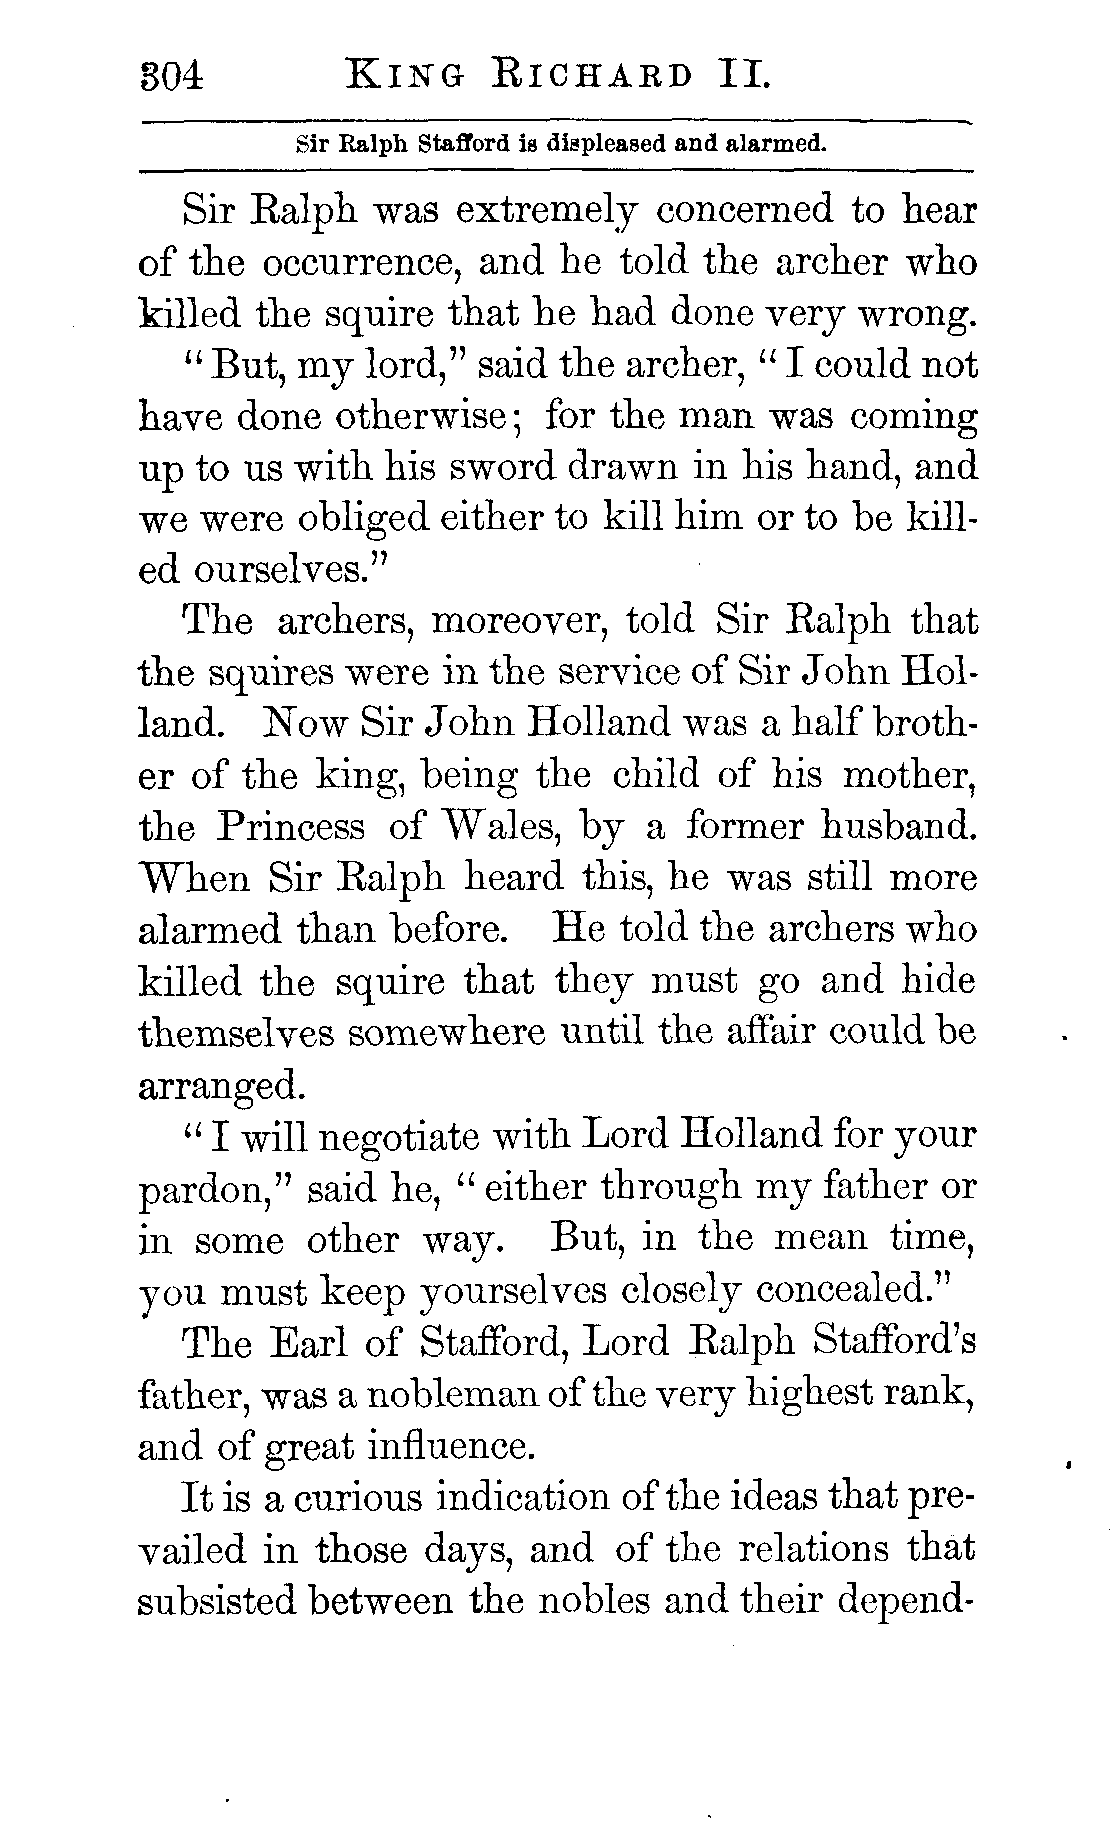 304 KING RICHARD II.
Sir Ralph Stafford is displeased and alarmed.
Sir Ralph was extremely concerned to hear
of the occurrence, and he told the archer who
killed the squire that he had done very wrong.
“But, my lord,” said the archer, “I could not
have done otherwise; for the man was coming
up to us with his sword drawn in his hand, and
we were obliged either to kill him or to be kill-
ed ourselves.”
The archers, moreover, told Sir Ralph that
the squires were in the service of Sir John Hol-
land. Now Sir John Holland was a half broth-
er of the king, being the child of his mother,
the Princess of Wales, by a former husband.
When Sir Ralph heard this, he was still more
alarmed than before. He told the archers who
killed the squire that they must go and hide
themselves somewhere until the affair could be
arranged.
“I will negotiate with Lord Holland for your
pardon,” said he, “either through my father or
in some other way. But, in the mean time,
you must keep yourselves closely concealed.”
The Earl of Stafford, Lord Ralph Stafford’s
father, was a nobleman of the very highest rank,
and of great influence.
It is a curious indication of the ideas that pre-
vailed in those days, and of the relations that
subsisted between the nobles and their depend-